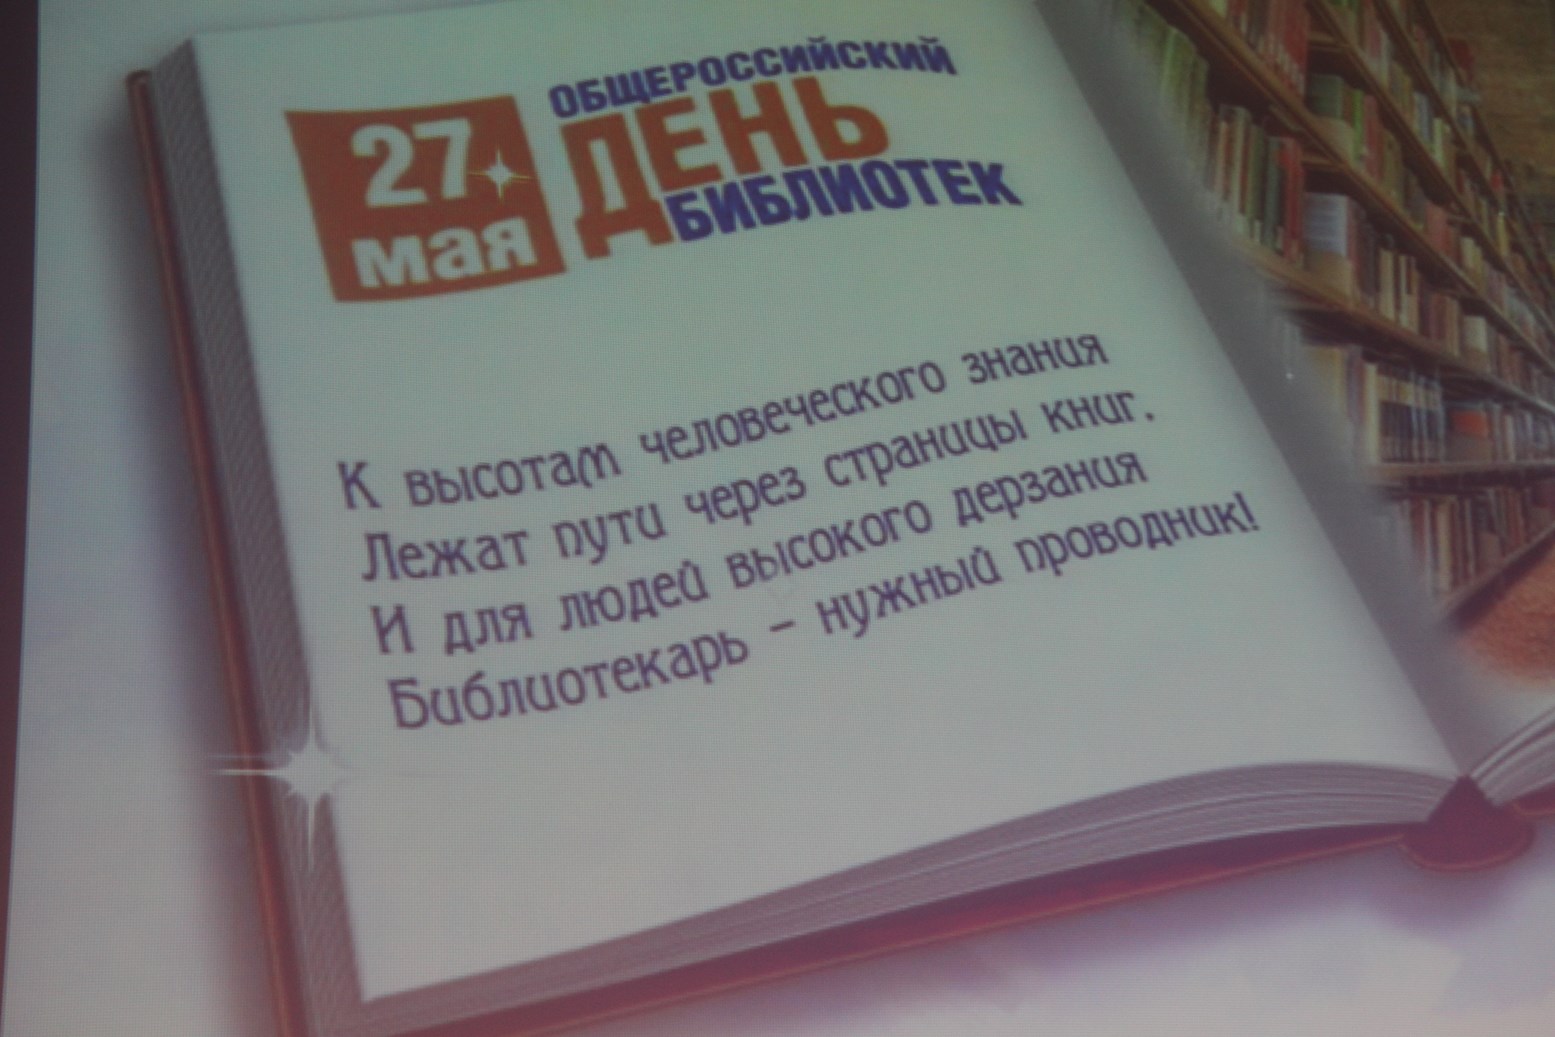 27
мая
ОБЩЕРОССИЙСКИЙ
ДЕНЬ
БИБЛИОТЕК
К высотам человеческого знания
Лежат пути через страницы книг.
И для людей высокого дерзания
Библиотекарь – нужный проводник!